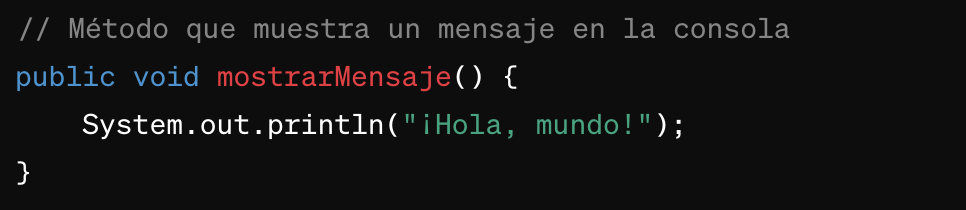 // Método que muestra un mensaje en la consola
public void mostrarMensaje() {
    System.out.println("¡Hola, mundo!");
}